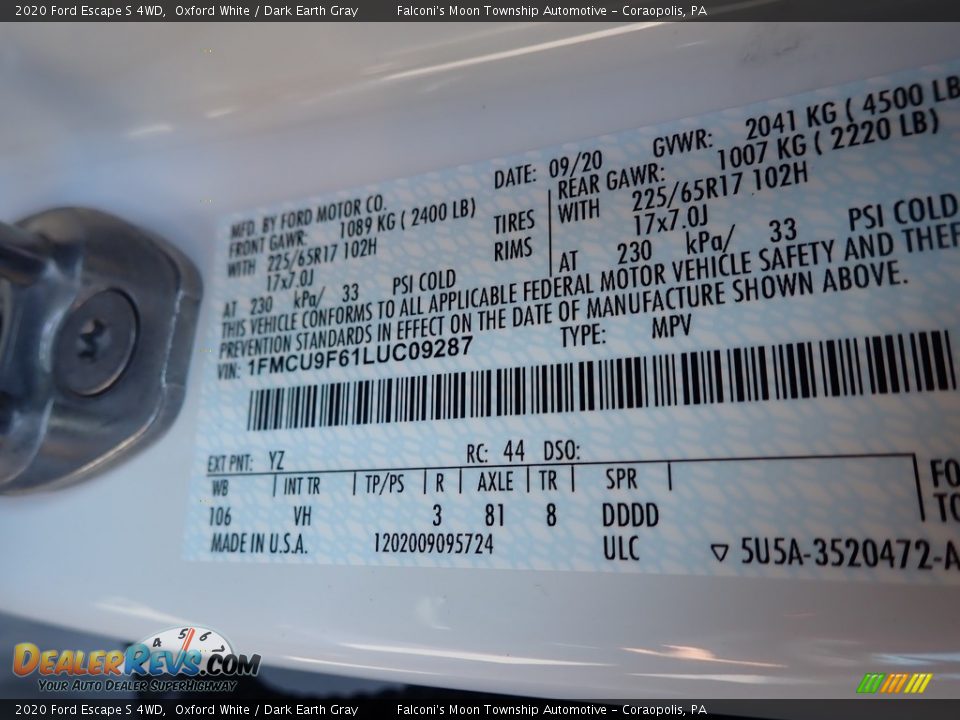 2020 Ford Escape S 4WD, Oxford White / Dark Earth Gray Falconi's Moon Township Automotive - Coraopolis, PA
MFD. BY FORD MOTOR CO. DATE: 09/20 GVWR: 2041 KG ( 4500 LB
FRONT GAWR: 1089 KG ( 2400 LB) REAR GAWR: 1007 KG ( 2220 LB)
WITH 225/65R17 102H TIRES WITH 225/65R17 102H
17x7.0J RIMS 17x7.0J
AT 230 kPa/ 33 PSI COLD AT 230 kPa/ 33 PSI COLD
THIS VEHICLE CONFORMS TO ALL APPLICABLE FEDERAL MOTOR VEHICLE SAFETY AND THEF
PREVENTION STANDARDS IN EFFECT ON THE DATE OF MANUFACTURE SHOWN ABOVE.
VIN: 1FMCU9F61LUC09287 TYPE: MPV
EXT PNT: YZ RC: 44 DSO:
WB INT TR TP/PS R AXLE TR SPR FO
106 VH 3 81 8 DDDD TO
MADE IN U.S.A. 1202009095724 ULC ▽ 5U5A-3520472-A
4 5 6
DealerRevs.com
Your Auto Dealer SuperHighway
2020 Ford Escape S 4WD, Oxford White / Dark Earth Gray Falconi's Moon Township Automotive - Coraopolis, PA